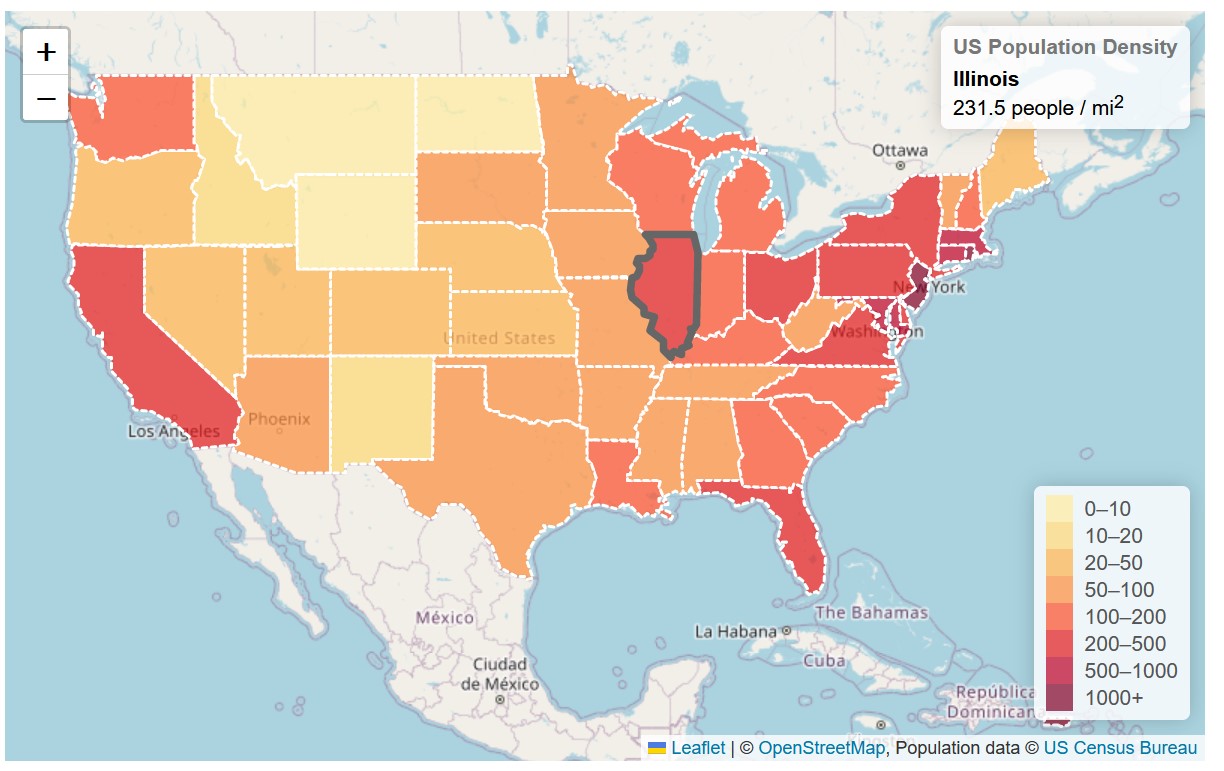 +
−
US Population Density
Illinois
231.5 people / mi2
Ottawa
New York
Washington
United States
Phoenix
Los Angeles
México
Ciudad
de México
La Habana
The Bahamas
Cuba
República
Dominicana
Kingston
0–10
10–20
20–50
50–100
100–200
200–500
500–1000
1000+
Leaflet | © OpenStreetMap, Population data © US Census Bureau